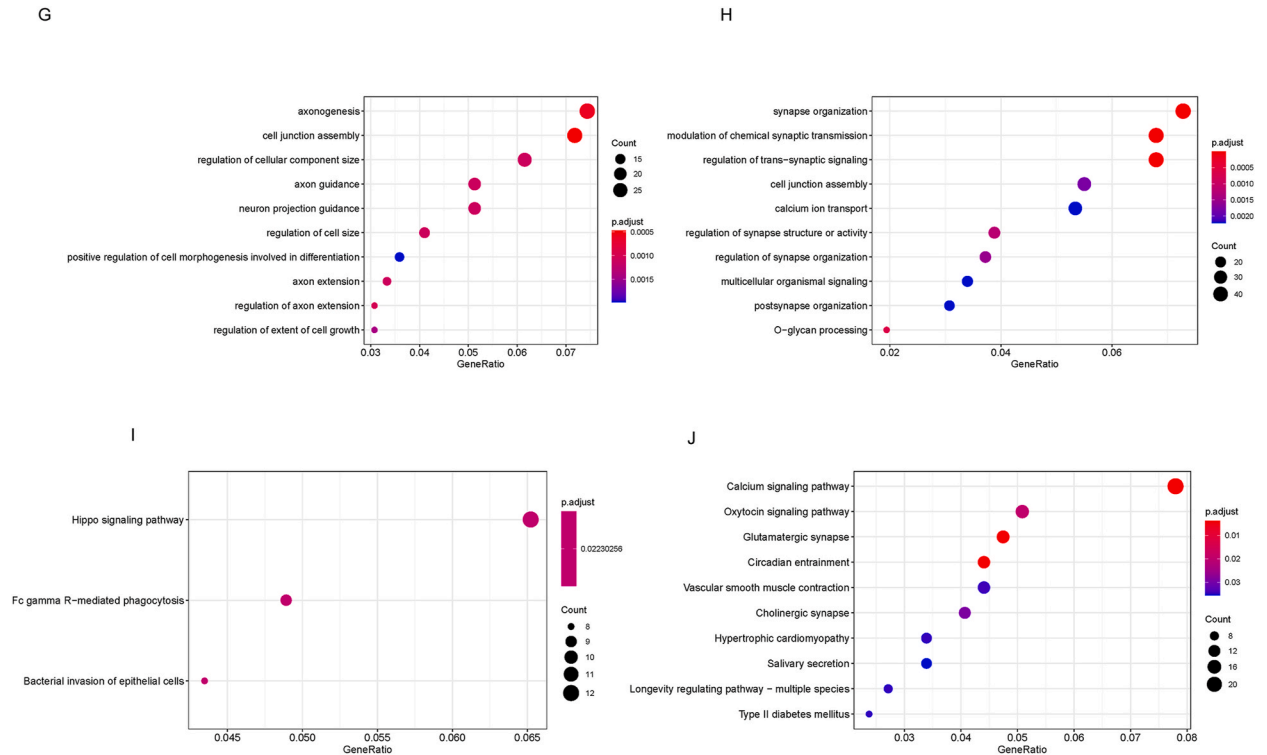 G
axonogenesis
cell junction assembly
regulation of cellular component size
axon guidance
neuron projection guidance
regulation of cell size
positive regulation of cell morphogenesis involved in differentiation
axon extension
regulation of axon extension
regulation of extent of cell growth
0.03 0.04 0.05 0.06 0.07
GeneRatio
Count
15
20
25
p.adjust
0.0005
0.0010
0.0015
H
synapse organization
modulation of chemical synaptic transmission
regulation of trans−synaptic signaling
cell junction assembly
calcium ion transport
regulation of synapse structure or activity
regulation of synapse organization
multicellular organismal signaling
postsynapse organization
O−glycan processing
0.02 0.04 0.06
GeneRatio
p.adjust
0.0005
0.0010
0.0015
0.0020
Count
20
30
40
I
Hippo signaling pathway
Fc gamma R−mediated phagocytosis
Bacterial invasion of epithelial cells
0.045 0.050 0.055 0.060 0.065
GeneRatio
p.adjust
0.02230256
Count
8
9
10
11
12
J
Calcium signaling pathway
Oxytocin signaling pathway
Glutamatergic synapse
Circadian entrainment
Vascular smooth muscle contraction
Cholinergic synapse
Hypertrophic cardiomyopathy
Salivary secretion
Longevity regulating pathway − multiple species
Type II diabetes mellitus
0.03 0.04 0.05 0.06 0.07 0.08
GeneRatio
p.adjust
0.01
0.02
0.03
Count
8
12
16
20